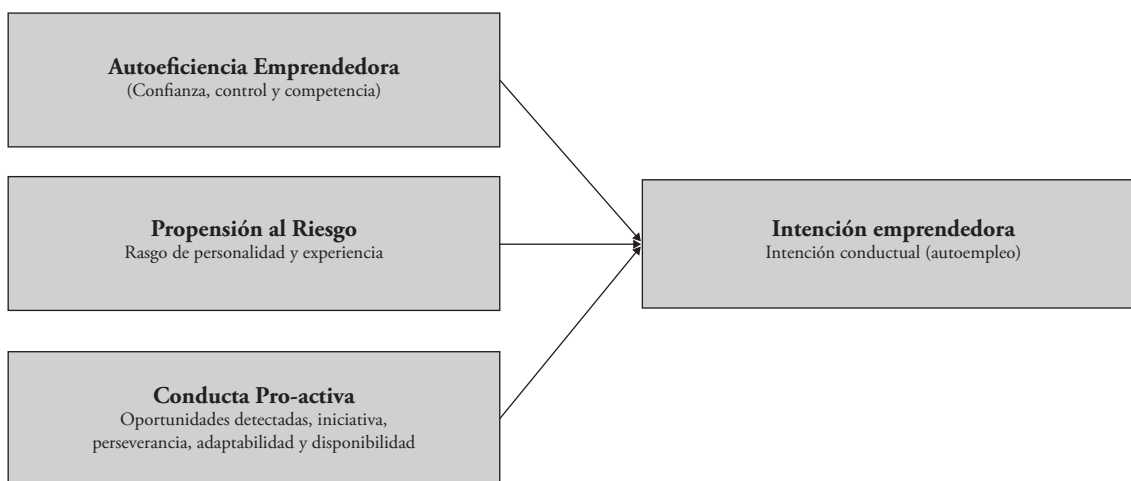 Autoeficiencia Emprendedora
(Confianza, control y competencia)
Propensión al Riesgo
Rasgo de personalidad y experiencia
Intención emprendedora
Intención conductual (autoempleo)
Conducta Pro-activa
Oportunidades detectadas, iniciativa,
perseverancia, adaptabilidad y disponibilidad